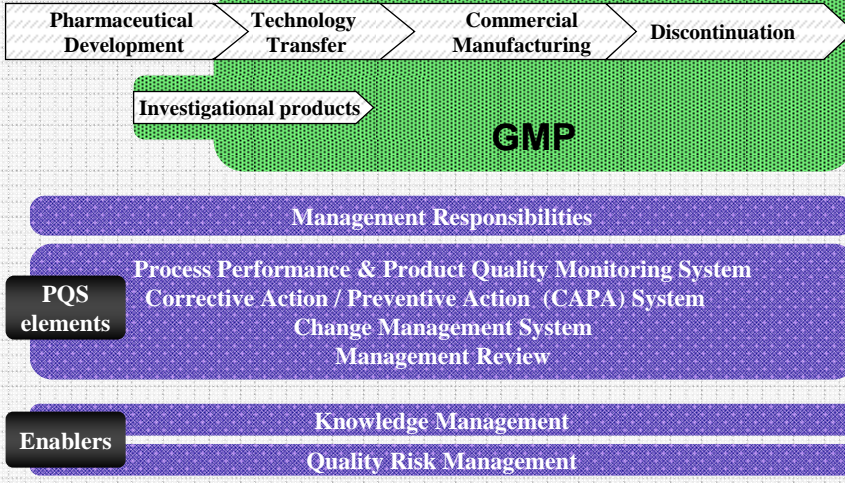 Pharmaceutical
Development
Technology
Transfer
Commercial
Manufacturing
Discontinuation
Investigational products
GMP
Management Responsibilities
PQS
elements
Process Performance & Product Quality Monitoring System
Corrective Action / Preventive Action (CAPA) System
Change Management System
Management Review
Enablers
Knowledge Management
Quality Risk Management